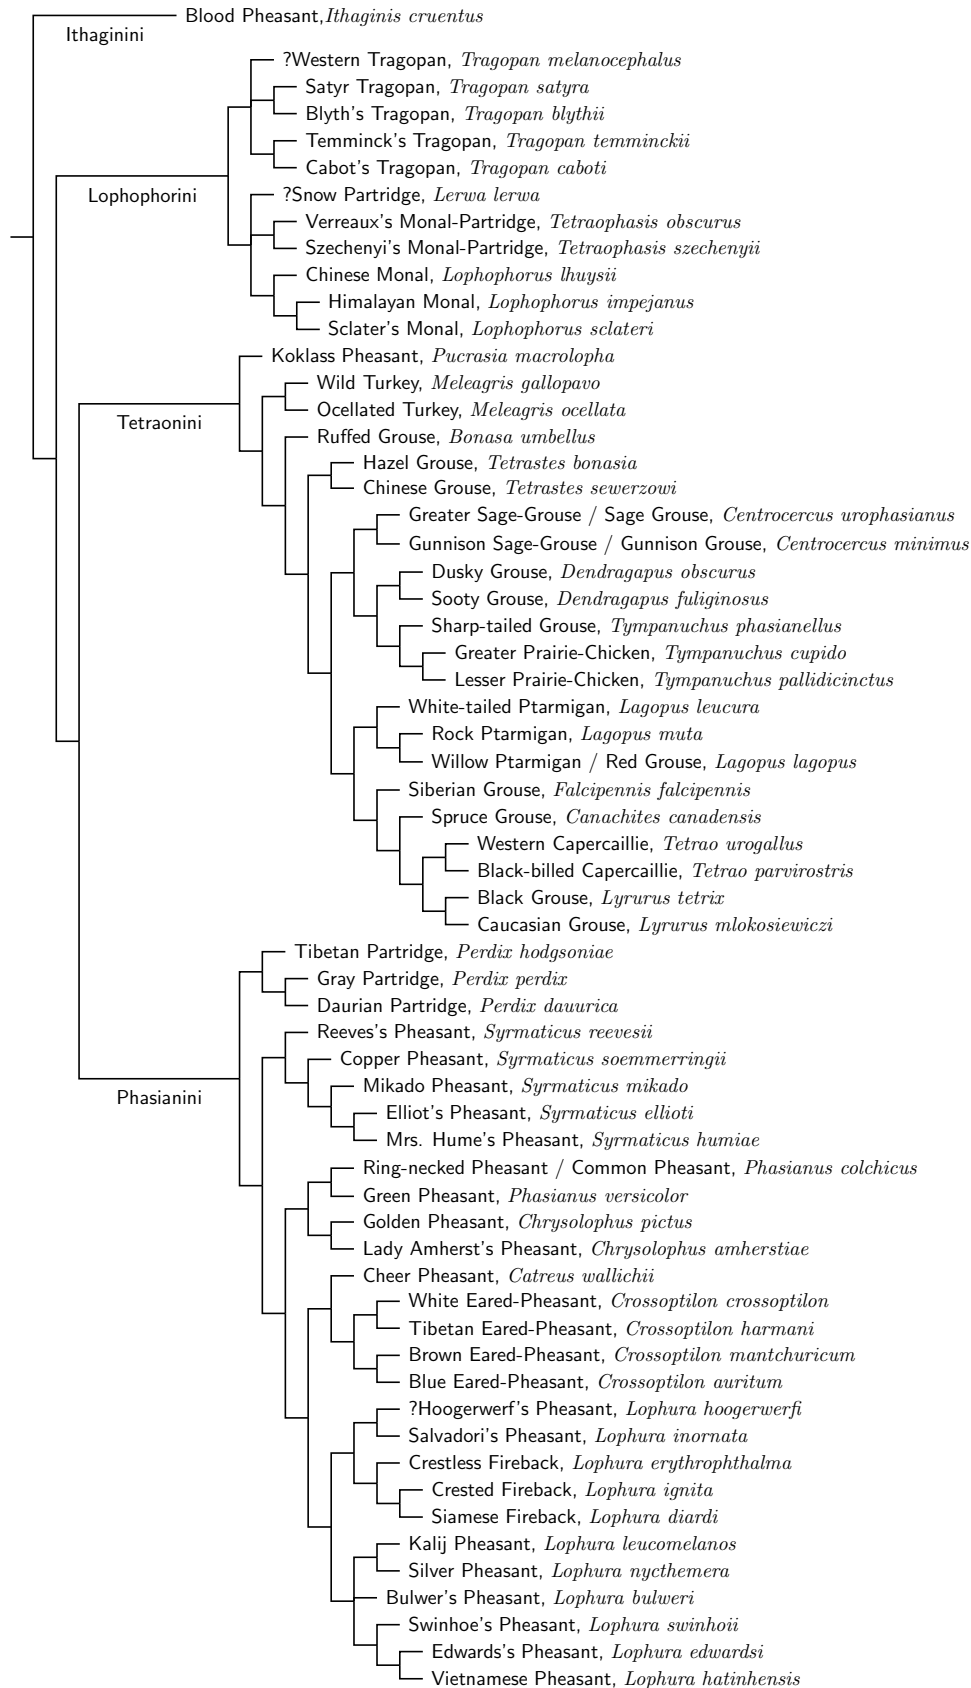 Blood Pheasant,Ithaginis cruentus
Ithaginini
?Western Tragopan, Tragopan melanocephalus
Satyr Tragopan, Tragopan satyra
Blyth's Tragopan, Tragopan blythii
Temminck's Tragopan, Tragopan temminckii
Cabot's Tragopan, Tragopan caboti
Lophophorini
?Snow Partridge, Lerwa lerwa
Verreaux's Monal-Partridge, Tetraophasis obscurus
Szechenyi's Monal-Partridge, Tetraophasis szechenyii
Chinese Monal, Lophophorus lhuysii
Himalayan Monal, Lophophorus impejanus
Sclater's Monal, Lophophorus sclateri
Koklass Pheasant, Pucrasia macrolopha
Wild Turkey, Meleagris gallopavo
Ocellated Turkey, Meleagris ocellata
Tetraonini
Ruffed Grouse, Bonasa umbellus
Hazel Grouse, Tetrastes bonasia
Chinese Grouse, Tetrastes sewerzowi
Greater Sage-Grouse / Sage Grouse, Centrocercus urophasianus
Gunnison Sage-Grouse / Gunnison Grouse, Centrocercus minimus
Dusky Grouse, Dendragapus obscurus
Sooty Grouse, Dendragapus fuliginosus
Sharp-tailed Grouse, Tympanuchus phasianellus
Greater Prairie-Chicken, Tympanuchus cupido
Lesser Prairie-Chicken, Tympanuchus pallidicinctus
White-tailed Ptarmigan, Lagopus leucura
Rock Ptarmigan, Lagopus muta
Willow Ptarmigan / Red Grouse, Lagopus lagopus
Siberian Grouse, Falcipennis falcipennis
Spruce Grouse, Canachites canadensis
Western Capercaillie, Tetrao urogallus
Black-billed Capercaillie, Tetrao parvirostris
Black Grouse, Lyrurus tetrix
Caucasian Grouse, Lyrurus mlokosiewiczi
Tibetan Partridge, Perdix hodgsoniae
Gray Partridge, Perdix perdix
Daurian Partridge, Perdix dauurica
Reeves's Pheasant, Syrmaticus reevesii
Copper Pheasant, Syrmaticus soemmerringii
Mikado Pheasant, Syrmaticus mikado
Phasianini
Elliot's Pheasant, Syrmaticus ellioti
Mrs. Hume's Pheasant, Syrmaticus humiae
Ring-necked Pheasant / Common Pheasant, Phasianus colchicus
Green Pheasant, Phasianus versicolor
Golden Pheasant, Chrysolophus pictus
Lady Amherst's Pheasant, Chrysolophus amherstiae
Cheer Pheasant, Catreus wallichii
White Eared-Pheasant, Crossoptilon crossoptilon
Tibetan Eared-Pheasant, Crossoptilon harmani
Brown Eared-Pheasant, Crossoptilon mantchuricum
Blue Eared-Pheasant, Crossoptilon auritum
?Hoogerwerf's Pheasant, Lophura hoogerwerfi
Salvadori's Pheasant, Lophura inornata
Crestless Fireback, Lophura erythrophthalma
Crested Fireback, Lophura ignita
Siamese Fireback, Lophura diardi
Kalij Pheasant, Lophura leucomelanos
Silver Pheasant, Lophura nycthemera
Bulwer's Pheasant, Lophura bulweri
Swinhoe's Pheasant, Lophura swinhoii
Edwards's Pheasant, Lophura edwardsi
Vietnamese Pheasant, Lophura hatinhensis